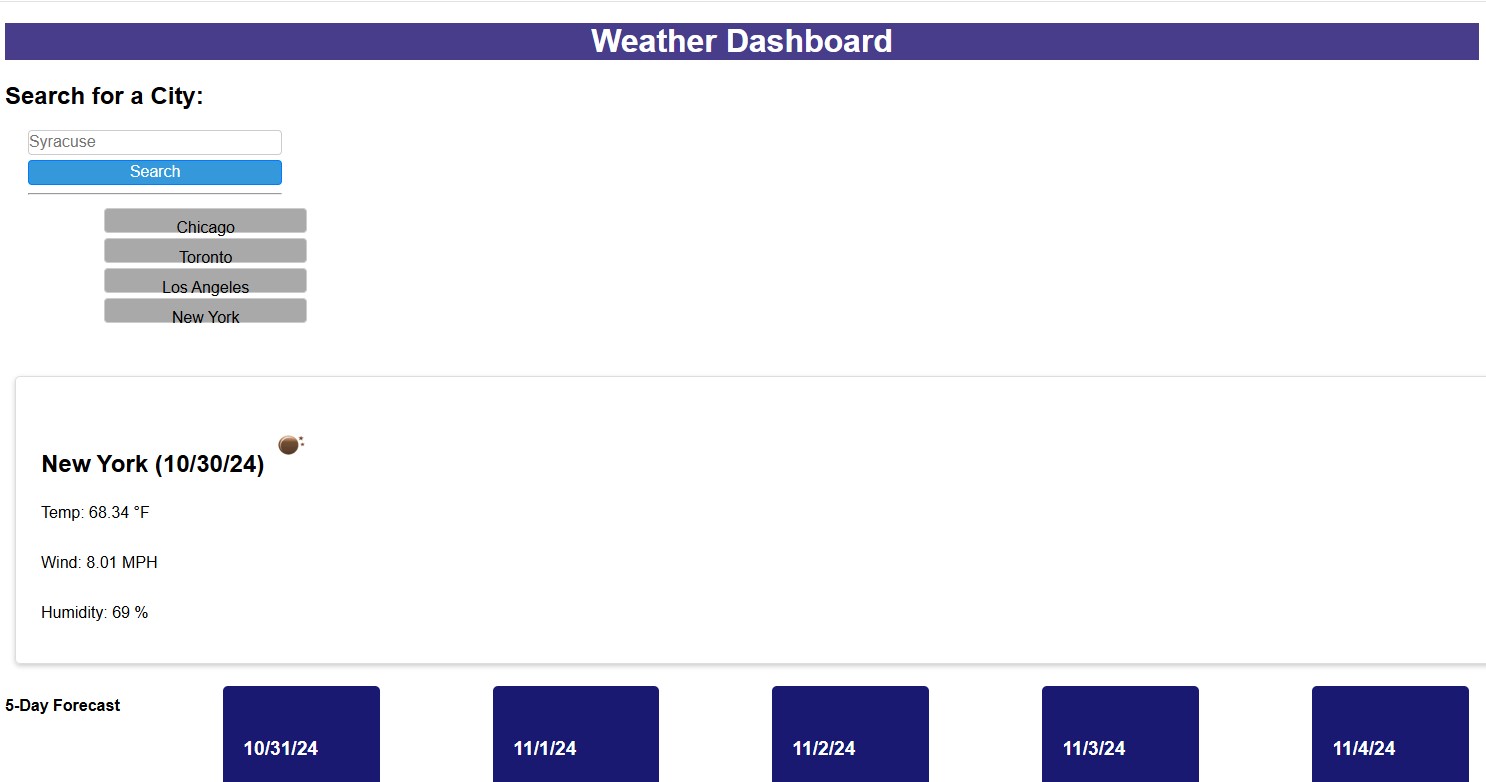 Weather Dashboard
Search for a City:
Syracuse
Search
Chicago
Toronto
Los Angeles
New York
New York (10/30/24)
Temp: 68.34 °F
Wind: 8.01 MPH
Humidity: 69 %
5-Day Forecast
10/31/24 11/1/24 11/2/24 11/3/24 11/4/24